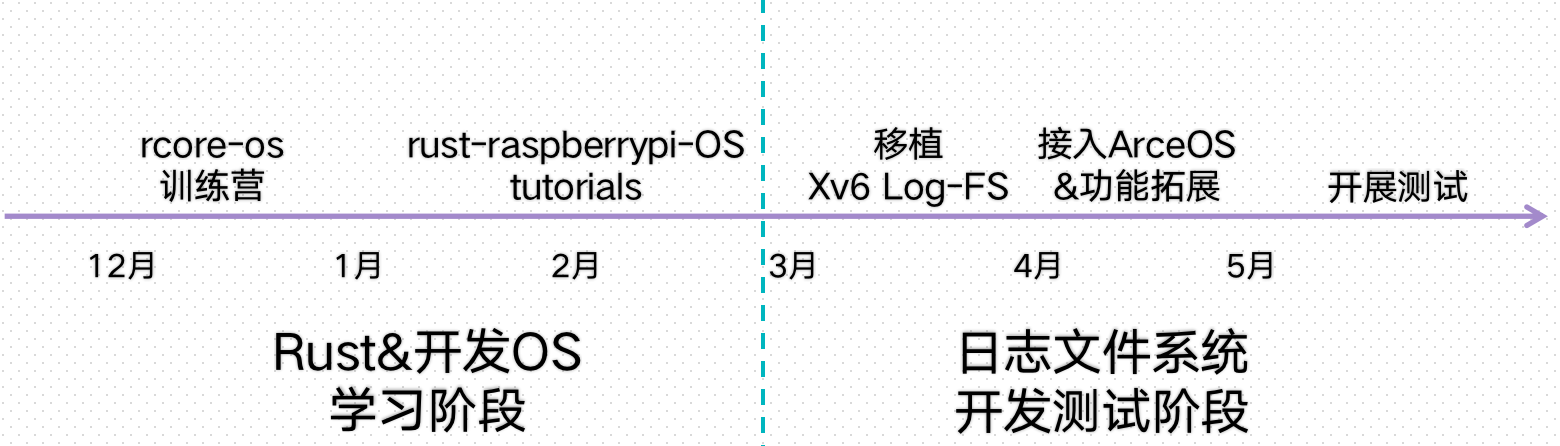 rcore-os
训练营
rust-raspberrypi-OS
tutorials
移植
Xv6 Log-FS
接入ArceOS
&功能拓展
开展测试
12月
1月
2月
3月
4月
5月
Rust&开发OS
学习阶段
日志文件系统
开发测试阶段